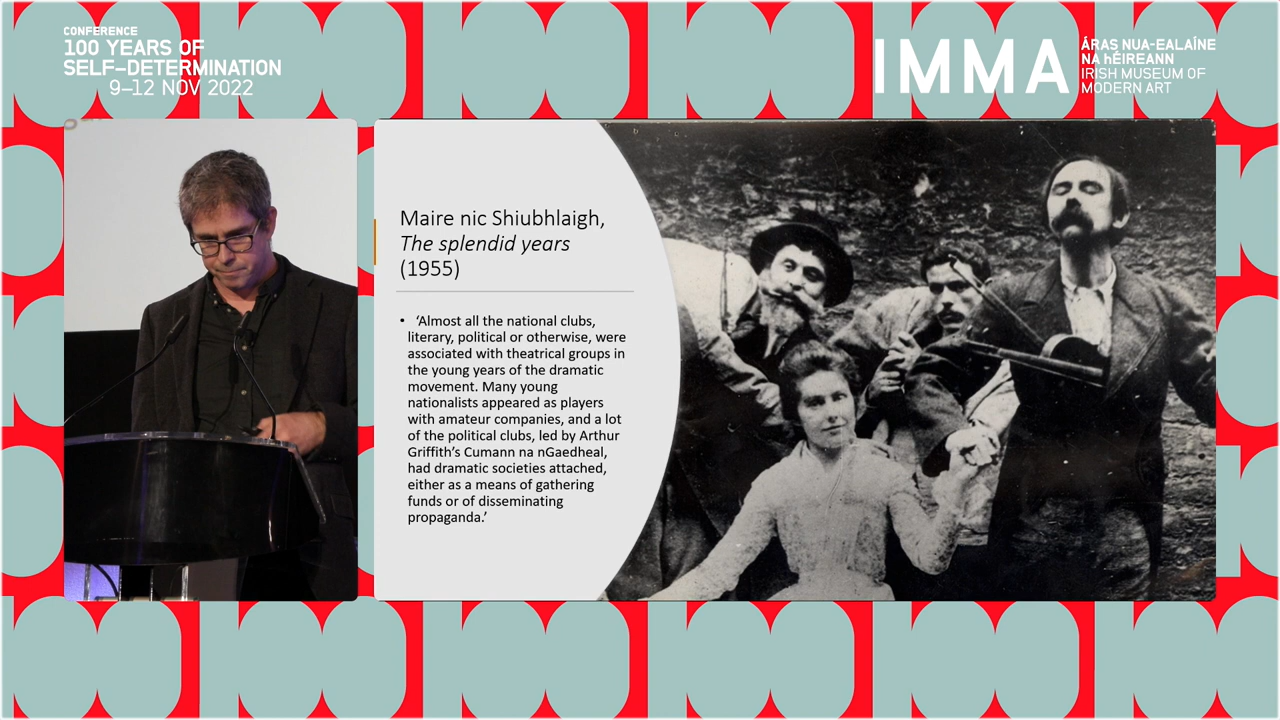 CONFERENCE
100 YEARS OF
SELF–DETERMINATION
9–12 NOV 2022
IMMA
ÁRAS NUA-EALAÍNE
NA hÉIREANN
IRISH MUSEUM OF
MODERN ART
Maire nic Shiubhlaigh,
The splendid years
(1955)
• ‘Almost all the national clubs,
literary, political or otherwise, were
associated with theatrical groups in
the young years of the dramatic
movement. Many young
nationalists appeared as players
with amateur companies, and a lot
of the political clubs, led by Arthur
Griffith’s Cumann na nGaedheal,
had dramatic societies attached,
either as a means of gathering
funds or of disseminating
propaganda.’